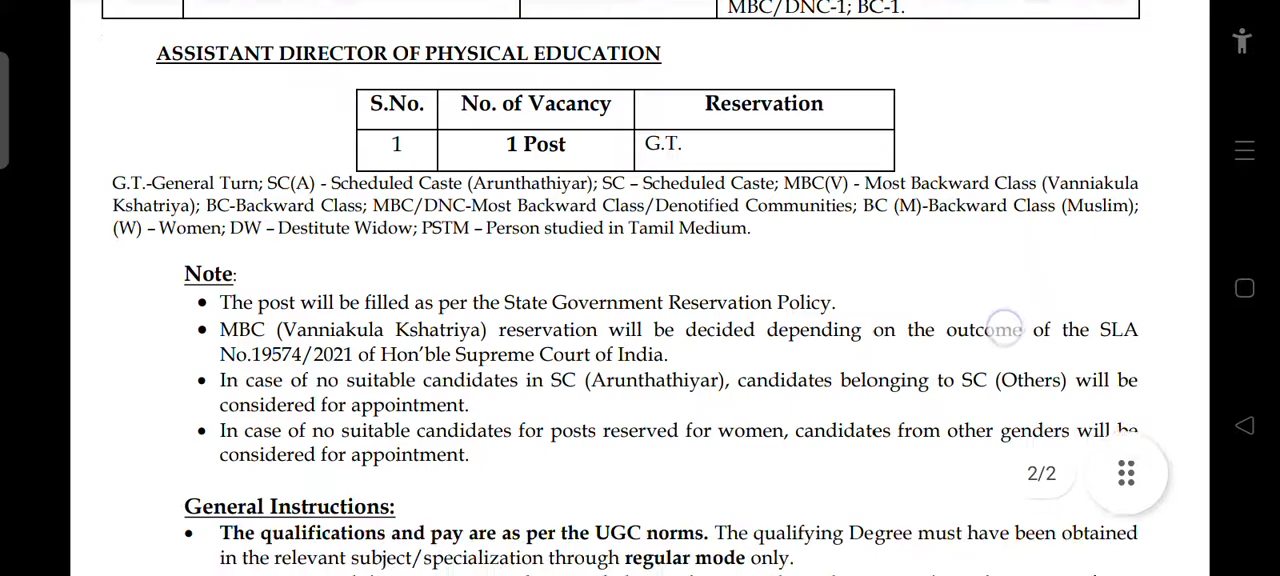 MBC/DNC-1; BC-1.
ASSISTANT DIRECTOR OF PHYSICAL EDUCATION
S.No. No. of Vacancy Reservation
1 1 Post G.T.
G.T.-General Turn; SC(A) - Scheduled Caste (Arunthathiyar); SC – Scheduled Caste; MBC(V) - Most Backward Class (Vanniakula
Kshatriya); BC-Backward Class; MBC/DNC-Most Backward Class/Denotified Communities; BC (M)-Backward Class (Muslim);
(W) – Women; DW – Destitute Widow; PSTM – Person studied in Tamil Medium.
Note:
• The post will be filled as per the State Government Reservation Policy.
• MBC (Vanniakula Kshatriya) reservation will be decided depending on the outcome of the SLA
No.19574/2021 of Hon’ble Supreme Court of India.
• In case of no suitable candidates in SC (Arunthathiyar), candidates belonging to SC (Others) will be
considered for appointment.
• In case of no suitable candidates for posts reserved for women, candidates from other genders will be
considered for appointment.
2/2
General Instructions:
• The qualifications and pay are as per the UGC norms. The qualifying Degree must have been obtained
in the relevant subject/specialization through regular mode only.